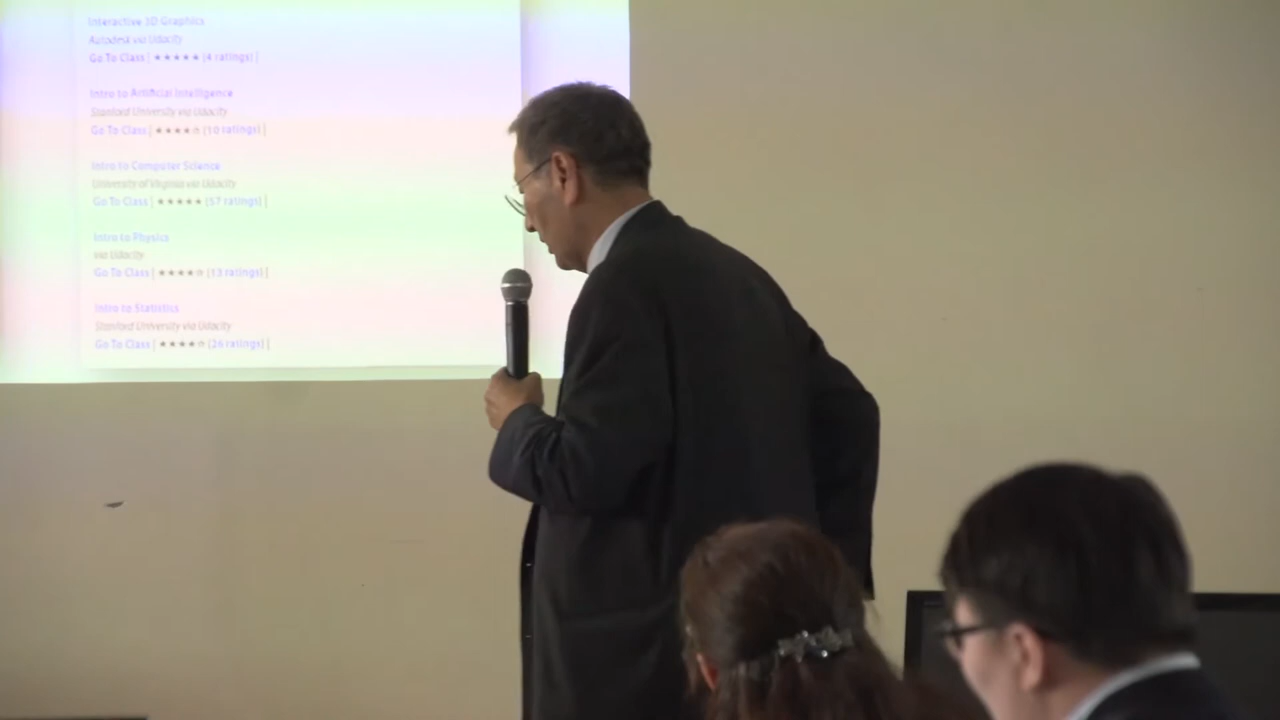 Interactive 3D Graphics
Autodesk via Udacity
Go To Class | ★★★★★ (4 ratings) |
Intro to Artificial Intelligence
Stanford University via Udacity
Go To Class | ★★★★☆ (10 ratings) |
Intro to Computer Science
University of Virginia via Udacity
Go To Class | ★★★★★ (57 ratings) |
Intro to Physics
via Udacity
Go To Class | ★★★★☆ (13 ratings) |
Intro to Statistics
Stanford University via Udacity
Go To Class | ★★★★☆ (26 ratings) |